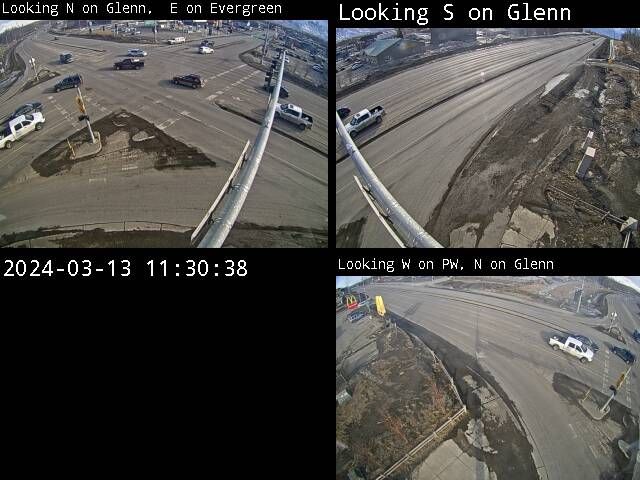 Looking N on Glenn,  E on Evergreen
Looking S on Glenn
2024-03-13 11:30:38
Looking W on PW, N on Glenn